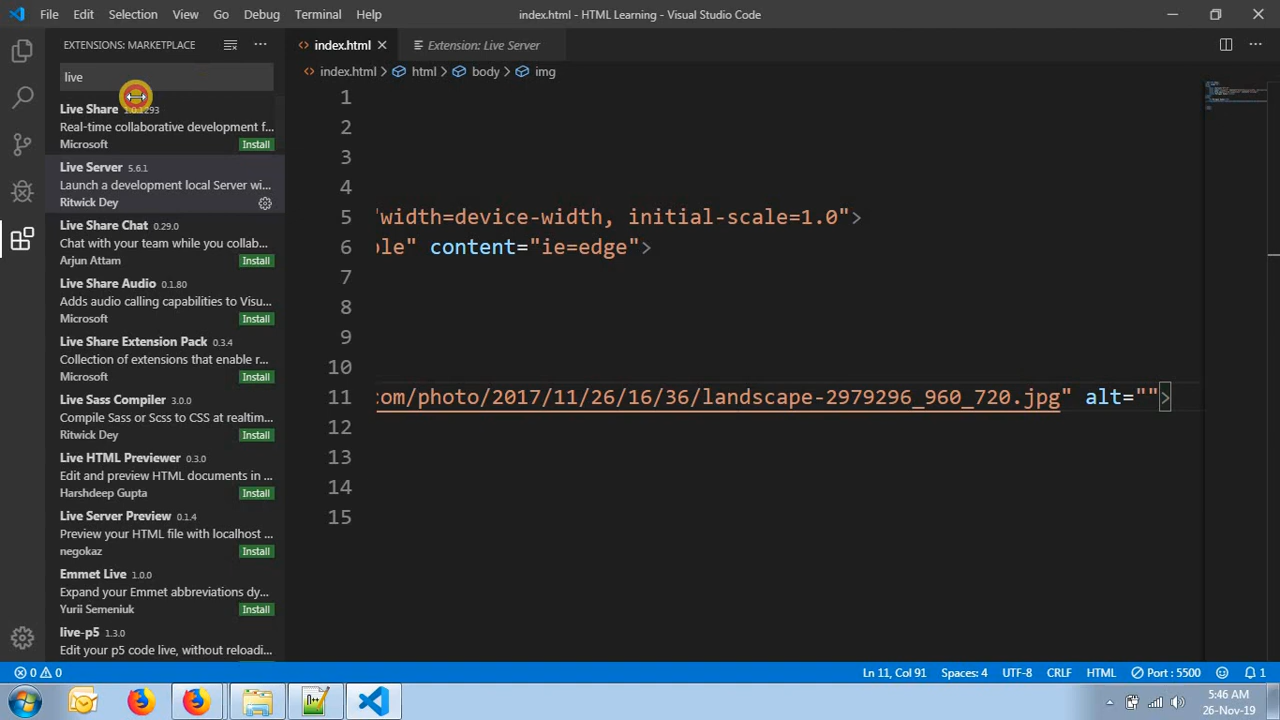 File Edit Selection View Go Debug Terminal Help index.html - HTML Learning - Visual Studio Code
EXTENSIONS: MARKETPLACE
index.html
Extension: Live Server
live
index.html > html > body > img
Live Share 1.0.1293
Real-time collaborative development f...
Microsoft Install
Live Server 5.6.1
Launch a development local Server wi...
Ritwick Dey
Live Share Chat 0.29.0
Chat with your team while you collab...
Arjun Attam Install
Live Share Audio 0.1.80
Adds audio calling capabilities to Visu...
Microsoft Install
Live Share Extension Pack 0.3.4
Collection of extensions that enable r...
Microsoft Install
Live Sass Compiler 3.0.0
Compile Sass or Scss to CSS at realtim...
Ritwick Dey Install
Live HTML Previewer 0.3.0
Edit and preview HTML documents in ...
Harshdeep Gupta Install
Live Server Preview 0.1.4
Preview your HTML file with localhost ...
negokaz Install
Emmet Live 1.0.0
Expand your Emmet abbreviations dy...
Yurii Semeniuk Install
live-p5 1.3.0
Edit your p5 code live, without reloadi...
1
2
3
4
5 "width=device-width, initial-scale=1.0">
6 ble" content="ie=edge">
7
8
9
10
11 com/photo/2017/11/26/16/36/landscape-2979296_960_720.jpg" alt="">
12
13
14
15
0 0 Ln 11, Col 91 Spaces: 4 UTF-8 CRLF HTML Port : 5500 1
5:46 AM
26-Nov-19